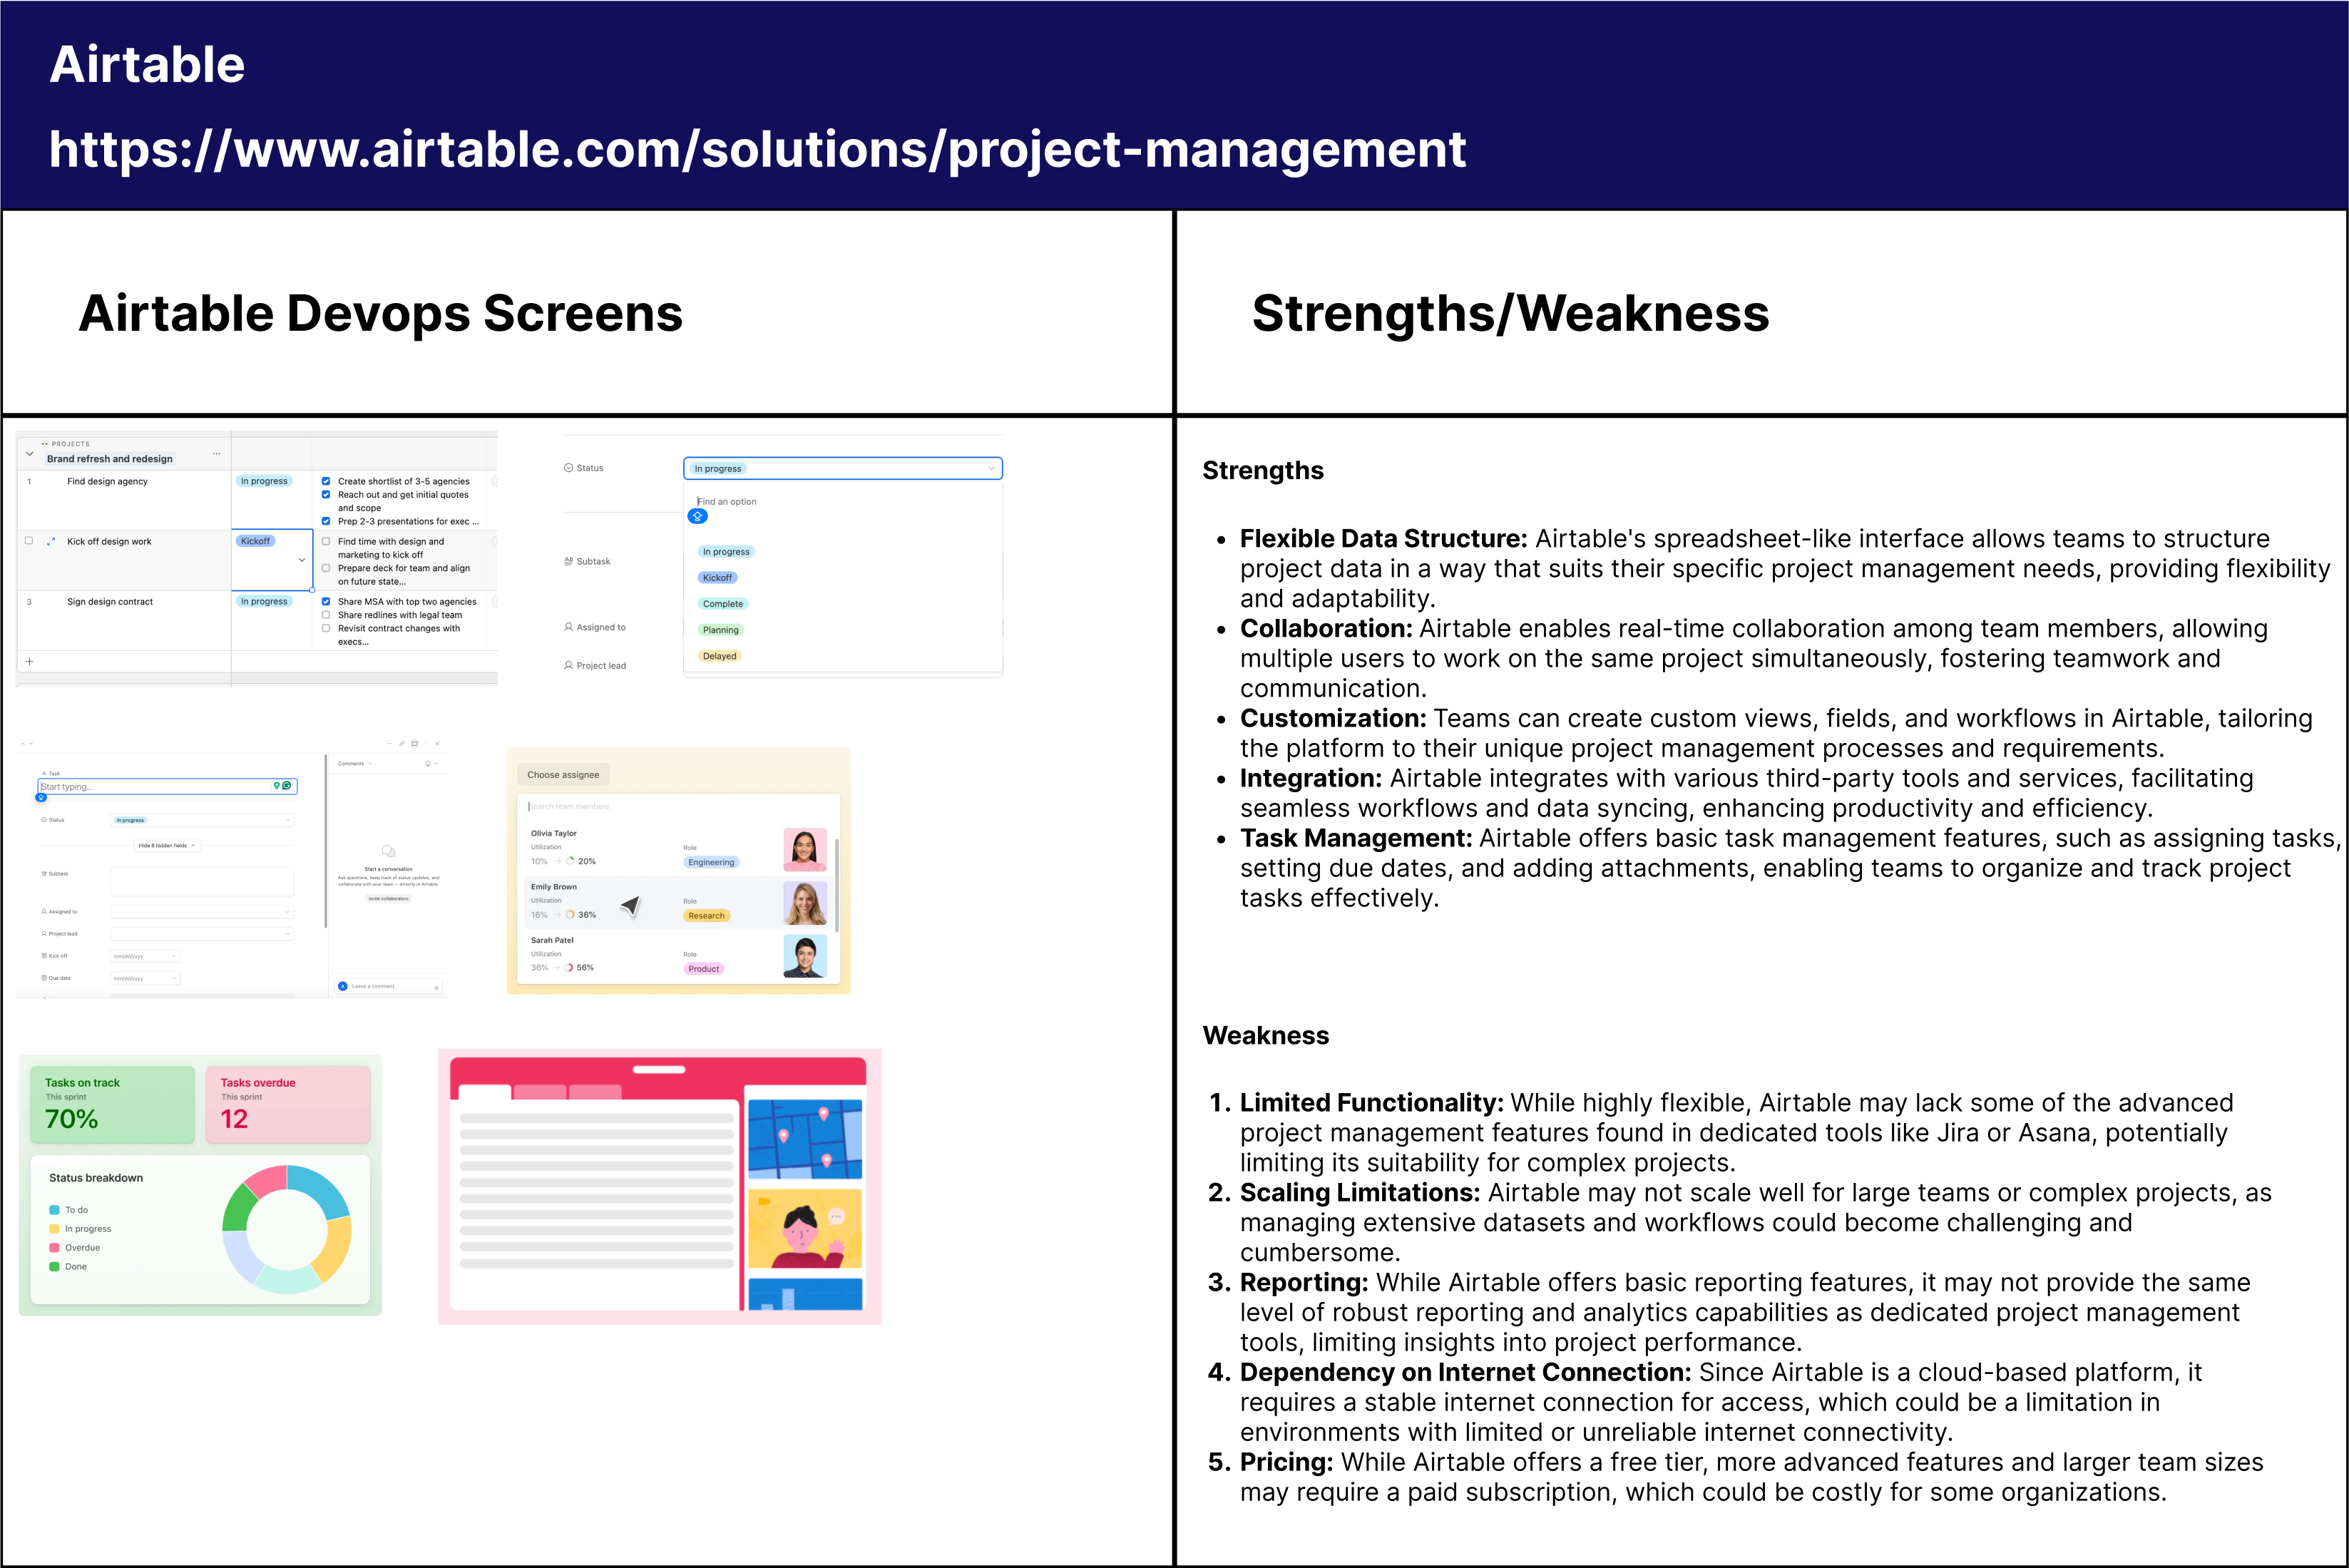 Airtable
https://www.airtable.com/solutions/project-management
Airtable Devops Screens
Strengths/Weakness
PROJECTS
Brand refresh and redesign
1 Find design agency In progress
Create shortlist of 3-5 agencies
Reach out and get initial quotes
and scope
Prep 2-3 presentations for exec ...
Kick off design work Kickoff
Find time with design and
marketing to kick off
Prepare deck for team and align
on future state...
3 Sign design contract In progress
Share MSA with top two agencies
Share redlines with legal team
Revisit contract changes with
execs...
Status In progress
Find an option
In progress
Kickoff
Subtask
Complete
Assigned to
Planning
Delayed
Project lead
Task
Start typing...
Status In progress
Hide 8 hidden fields
Subtask
Assigned to
Project lead
Kick off mm/dd/yyyy
Due date mm/dd/yyyy
Comments
Start a conversation
Ask questions, keep track of status updates, and
collaborate with your team — directly in Airtable.
Invite collaborators
A Leave a comment
Choose assignee
Search team members
Olivia Taylor
Utilization Role
10% → 20% Engineering
Emily Brown
Utilization Role
16% → 36% Research
Sarah Patel
Utilization Role
36% → 56% Product
Tasks on track
This sprint
70%
Tasks overdue
This sprint
12
Status breakdown
To do
In progress
Overdue
Done
Strengths
• Flexible Data Structure: Airtable's spreadsheet-like interface allows teams to structure
project data in a way that suits their specific project management needs, providing flexibility
and adaptability.
• Collaboration: Airtable enables real-time collaboration among team members, allowing
multiple users to work on the same project simultaneously, fostering teamwork and
communication.
• Customization: Teams can create custom views, fields, and workflows in Airtable, tailoring
the platform to their unique project management processes and requirements.
• Integration: Airtable integrates with various third-party tools and services, facilitating
seamless workflows and data syncing, enhancing productivity and efficiency.
• Task Management: Airtable offers basic task management features, such as assigning tasks,
setting due dates, and adding attachments, enabling teams to organize and track project
tasks effectively.
Weakness
1. Limited Functionality: While highly flexible, Airtable may lack some of the advanced
project management features found in dedicated tools like Jira or Asana, potentially
limiting its suitability for complex projects.
2. Scaling Limitations: Airtable may not scale well for large teams or complex projects, as
managing extensive datasets and workflows could become challenging and
cumbersome.
3. Reporting: While Airtable offers basic reporting features, it may not provide the same
level of robust reporting and analytics capabilities as dedicated project management
tools, limiting insights into project performance.
4. Dependency on Internet Connection: Since Airtable is a cloud-based platform, it
requires a stable internet connection for access, which could be a limitation in
environments with limited or unreliable internet connectivity.
5. Pricing: While Airtable offers a free tier, more advanced features and larger team sizes
may require a paid subscription, which could be costly for some organizations.